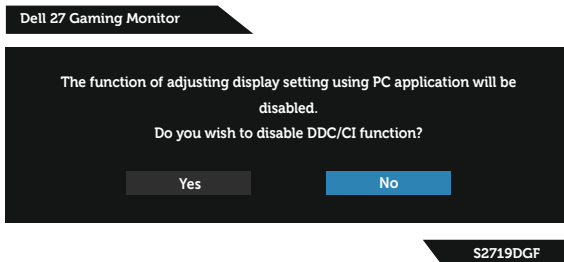 Dell 27 Gaming Monitor
The function of adjusting display setting using PC application will be
disabled.
Do you wish to disable DDC/CI function?
Yes No
S2719DGF